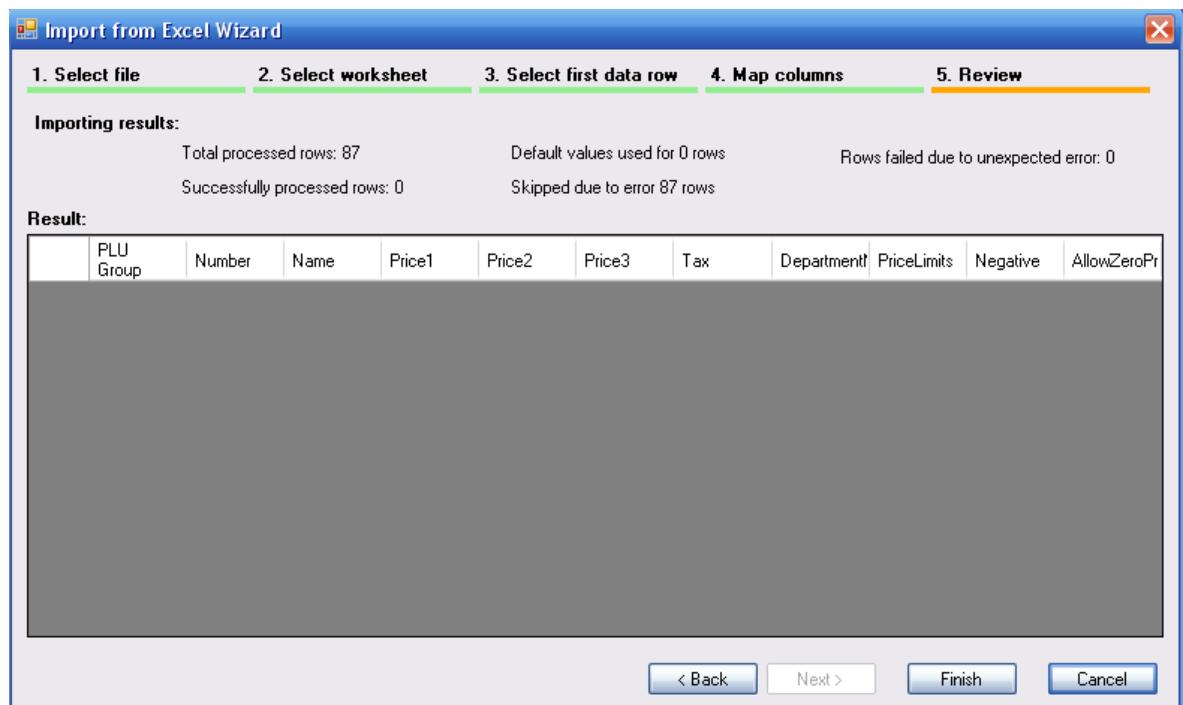 Import from Excel Wizard
1. Select file 2. Select worksheet 3. Select first data row 4. Map columns 5. Review
Importing results:
Total processed rows: 87 Default values used for 0 rows Rows failed due to unexpected error: 0
Successfully processed rows: 0 Skipped due to error 87 rows
Result:
PLU Group Number Name Price1 Price2 Price3 Tax DepartmentN PriceLimits Negative AllowZeroPr
< Back Next > Finish Cancel